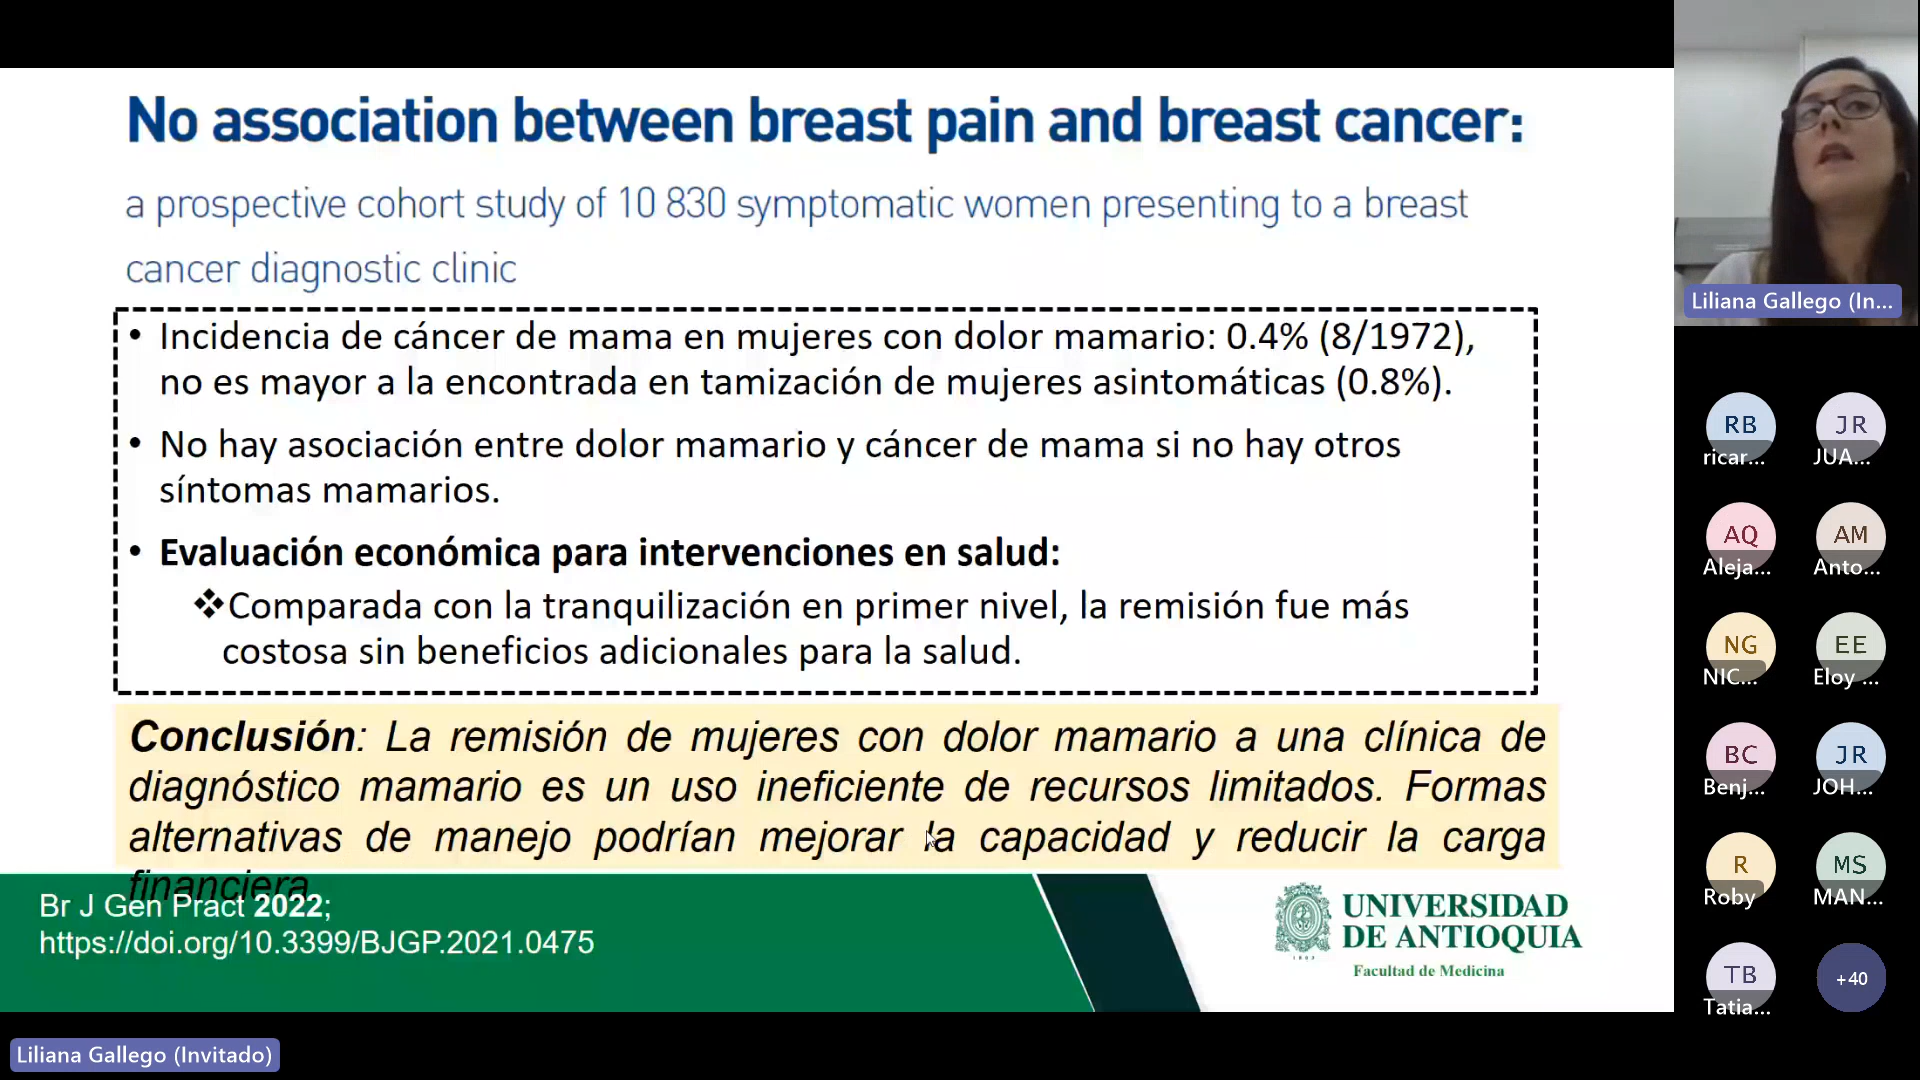 No association between breast pain and breast cancer:
a prospective cohort study of 10 830 symptomatic women presenting to a breast
cancer diagnostic clinic
• Incidencia de cáncer de mama en mujeres con dolor mamario: 0.4% (8/1972),
no es mayor a la encontrada en tamización de mujeres asintomáticas (0.8%).
• No hay asociación entre dolor mamario y cáncer de mama si no hay otros
síntomas mamarios.
• Evaluación económica para intervenciones en salud:
❖Comparada con la tranquilización en primer nivel, la remisión fue más
costosa sin beneficios adicionales para la salud.
Conclusión: La remisión de mujeres con dolor mamario a una clínica de
diagnóstico mamario es un uso ineficiente de recursos limitados. Formas
alternativas de manejo podrían mejorar la capacidad y reducir la carga
financiera
Br J Gen Pract 2022;
https://doi.org/10.3399/BJGP.2021.0475
UNIVERSIDAD
DE ANTIOQUIA
1803
Facultad de Medicina
Liliana Gallego (Invitado)
Liliana Gallego (In...
RB
ricar...
JR
JUA...
AQ
Aleja...
AM
Anto...
NG
NIC...
EE
Eloy ...
BC
Benj...
JR
JOH...
R
Roby
MS
MAN...
TB
Tatia...
+40